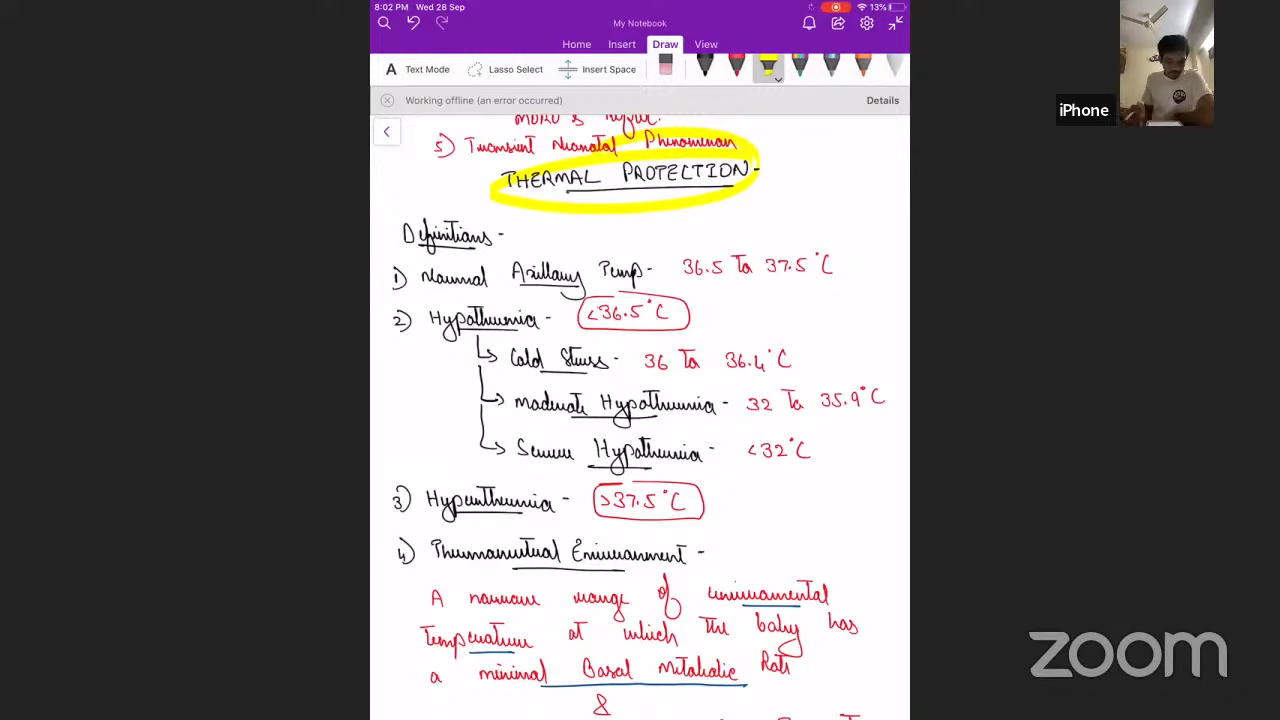 8:02 PM Wed 28 Sep
13%
My Notebook
Home Insert Draw View
A Text Mode Lasso Select Insert Space
Working offline (an error occurred) Details
iPhone
5) Transient Neonatal Phenomenan
THERMAL PROTECTION-
Definitions -
1) Normal Axillary Temp- 36.5 To 37.5°C
2) Hypothermia - <36.5°C
Cold Stress - 36 To 36.4°C
Moderate Hypothermia - 32 To 35.9°C
Severe Hypothermia - <32°C
3) Hyperthermia - >37.5°C
4) Thermoneutral Environment -
A narrow range of environmental
Temperature at which the baby has
a minimal Basal Metabolic Rate
&
zoom